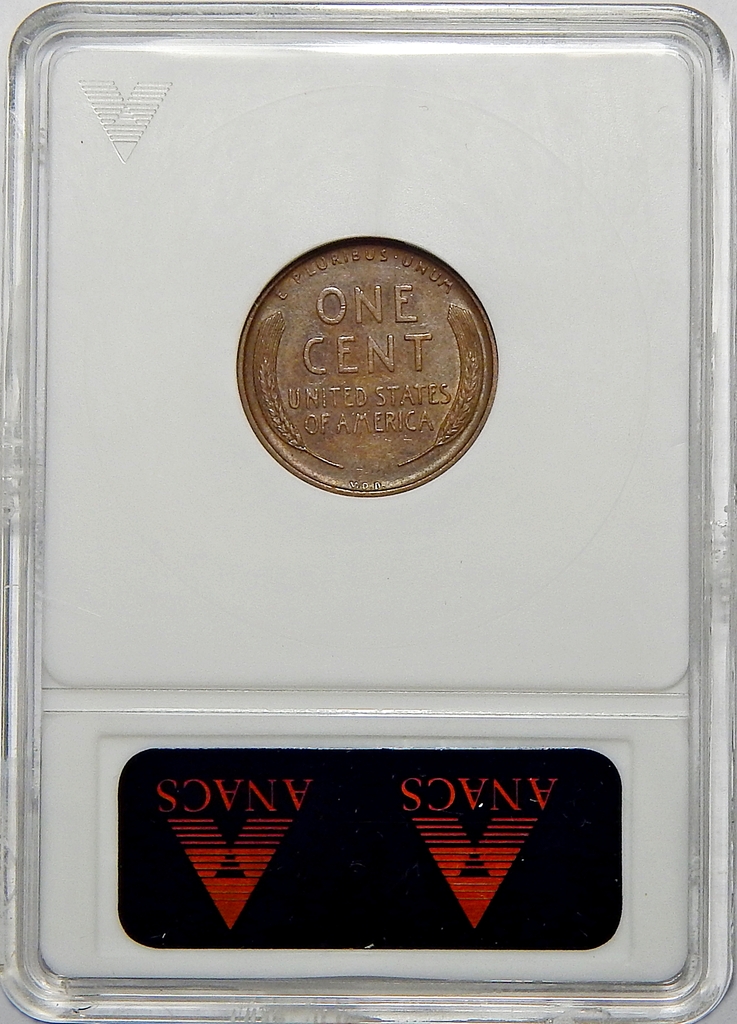 E PLURIBUS·UNUM
ONE
CENT
UNITED STATES
OF AMERICA
V.D.B.
ANACS ANACS